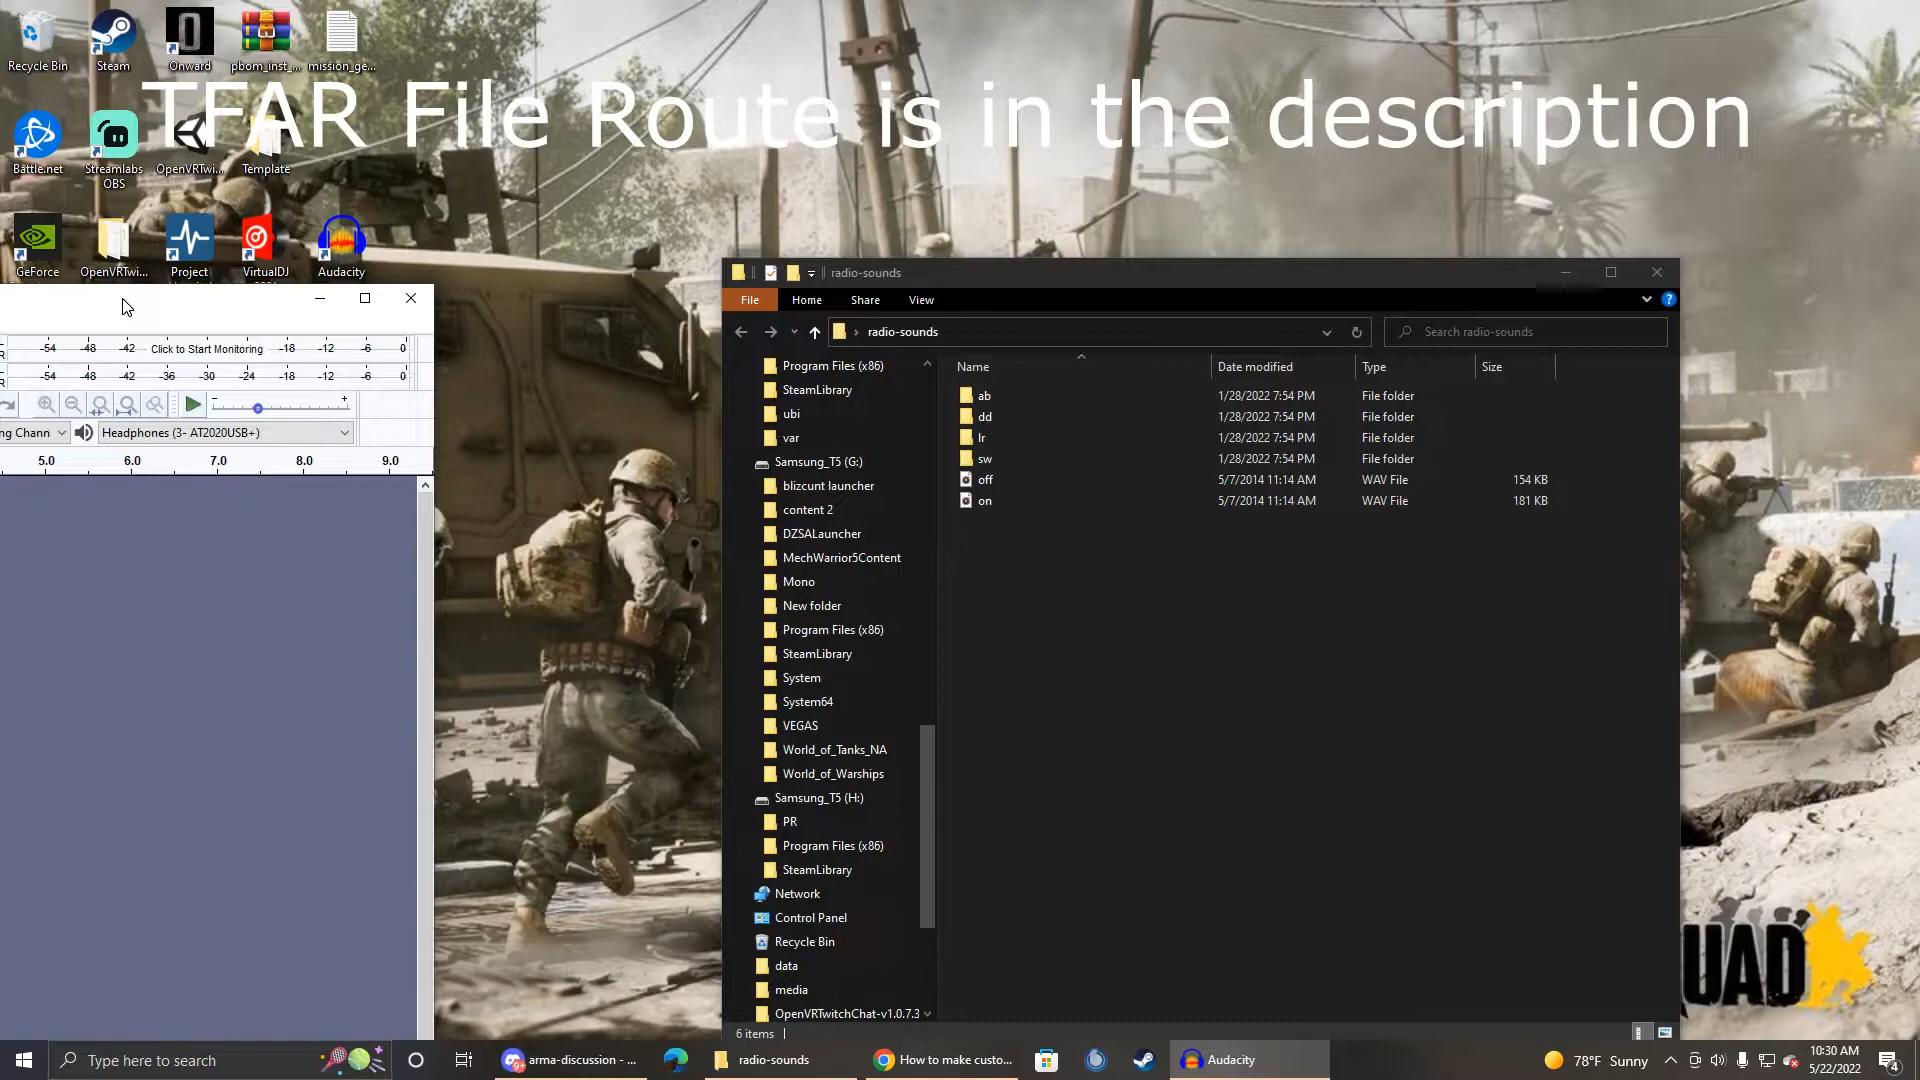 Recycle Bin
Steam
Onward
pbom_inst_...
mission_ge...
TFAR File Route is in the description
Battle.net
Streamlabs OBS
OpenVRTwi...
Template
GeForce
OpenVRTwi...
Project
VirtualDJ
Audacity
-54 -48 -42 Click to Start Monitoring -18 -12 -6 0
-54 -48 -42 -36 -30 -24 -18 -12 -6 0
ng Chann
Headphones (3- AT2020USB+)
5.0 6.0 7.0 8.0 9.0
radio-sounds
File Home Share View
radio-sounds
Search radio-sounds
Name Date modified Type Size
ab 1/28/2022 7:54 PM File folder
dd 1/28/2022 7:54 PM File folder
lr 1/28/2022 7:54 PM File folder
sw 1/28/2022 7:54 PM File folder
off 5/7/2014 11:14 AM WAV File 154 KB
on 5/7/2014 11:14 AM WAV File 181 KB
Program Files (x86)
SteamLibrary
ubi
var
Samsung_T5 (G:)
blizcunt launcher
content 2
DZSALauncher
MechWarrior5Content
Mono
New folder
Program Files (x86)
SteamLibrary
System
System64
VEGAS
World_of_Tanks_NA
World_of_Warships
Samsung_T5 (H:)
PR
Program Files (x86)
SteamLibrary
Network
Control Panel
Recycle Bin
data
media
OpenVRTwitchChat-v1.0.7.3
6 items
UAD
Type here to search
arma-discussion - ...
radio-sounds
How to make custo...
Audacity
78°F Sunny
10:30 AM
5/22/2022
4